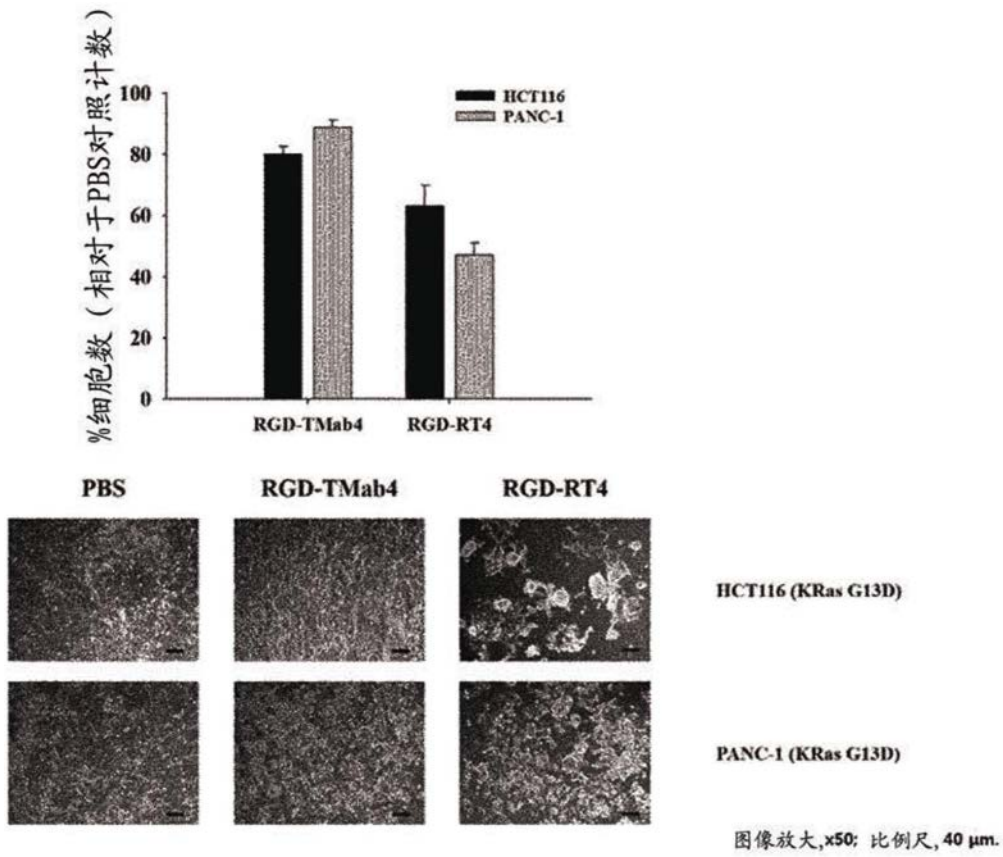 %细胞数（相对于PBS对照计数）
100
80
60
40
20
0
HCT116
PANC-1
RGD-TMab4 RGD-RT4
PBS RGD-TMab4 RGD-RT4
HCT116 (KRas G13D)
PANC-1 (KRas G13D)
图像放大,x50; 比例尺, 40 μm.